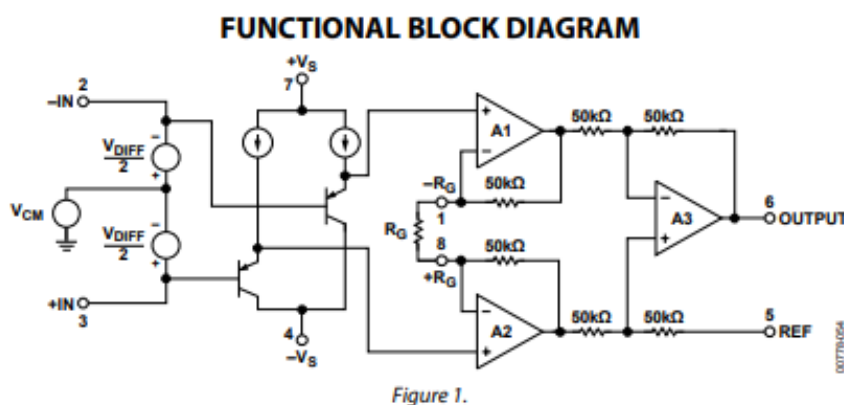 FUNCTIONAL BLOCK DIAGRAM
+VS
7
2
–IN
VDIFF
2
–
+
VCM
–
VDIFF
2
+
+IN
3
4
–VS
+
A1
–
50kΩ
50kΩ
50kΩ
–RG
1
RG
8
+RG
50kΩ
–
A2
+
50kΩ
50kΩ
–
A3
+
6
OUTPUT
5
REF
Figure 1.